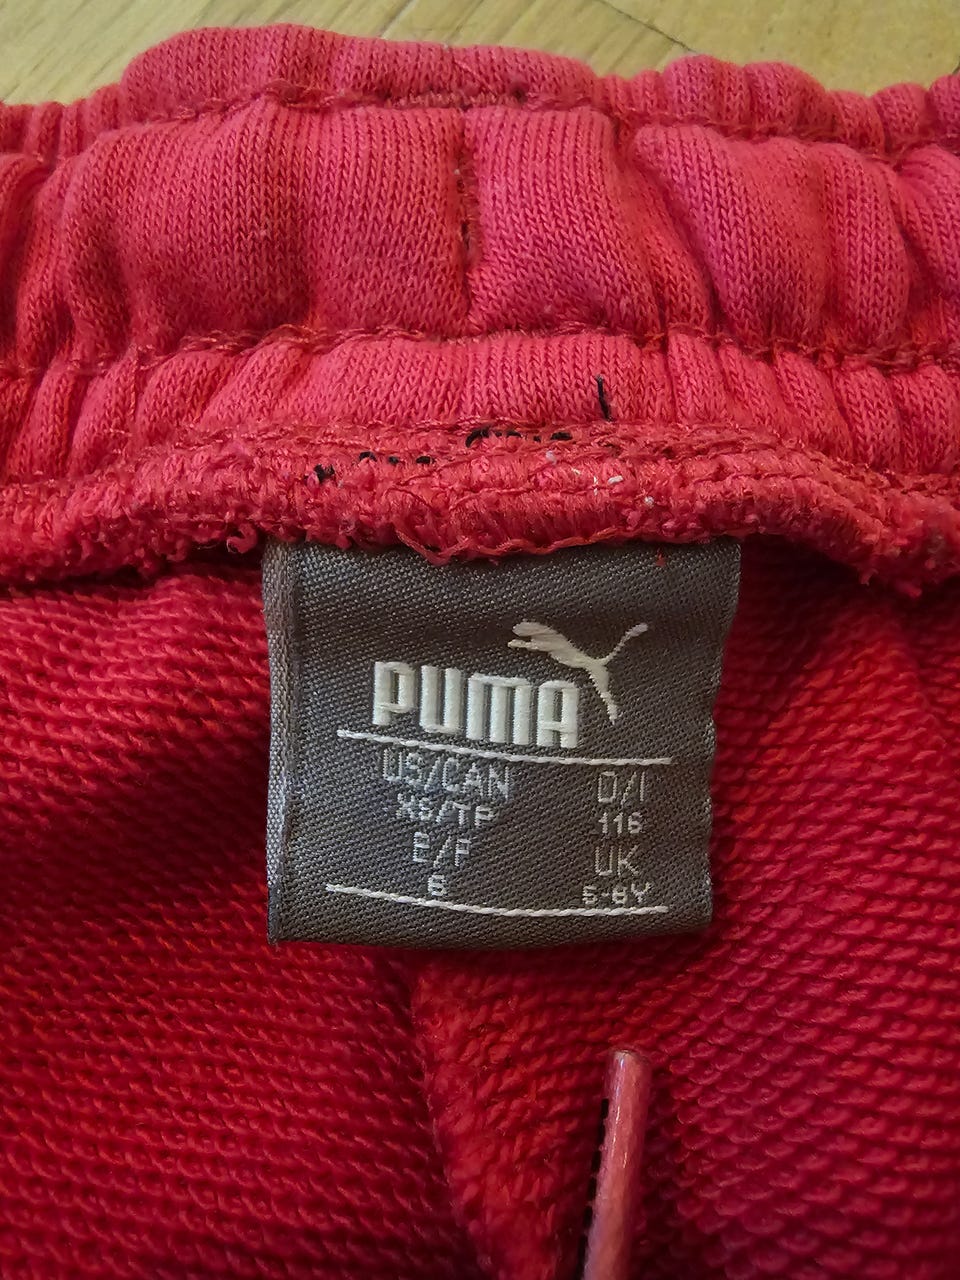 PUMA
US/CAN D/I
XS/TP 116
E/F UK
6 5-6Y